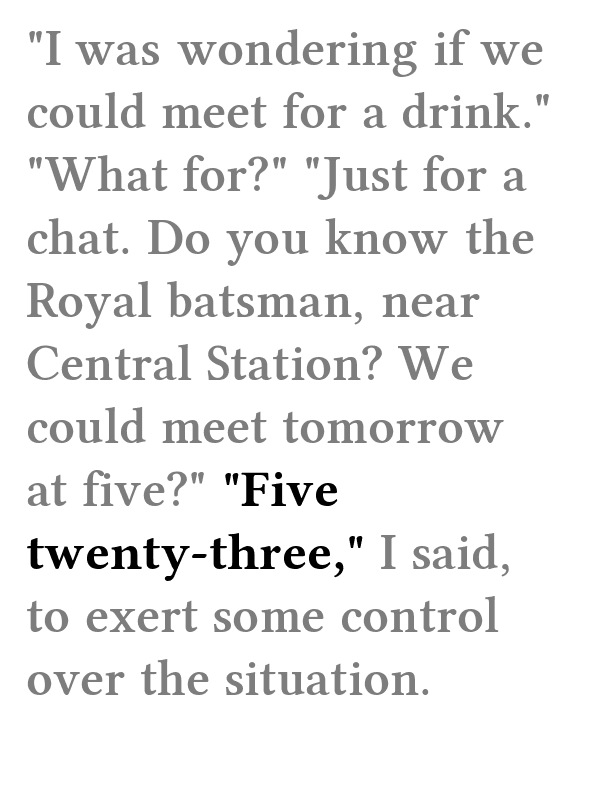 "I was wondering if we
could meet for a drink."
"What for?" "Just for a
chat. Do you know the
Royal batsman, near
Central Station? We
could meet tomorrow
at five?" "Five
twenty-three," I said,
to exert some control
over the situation.